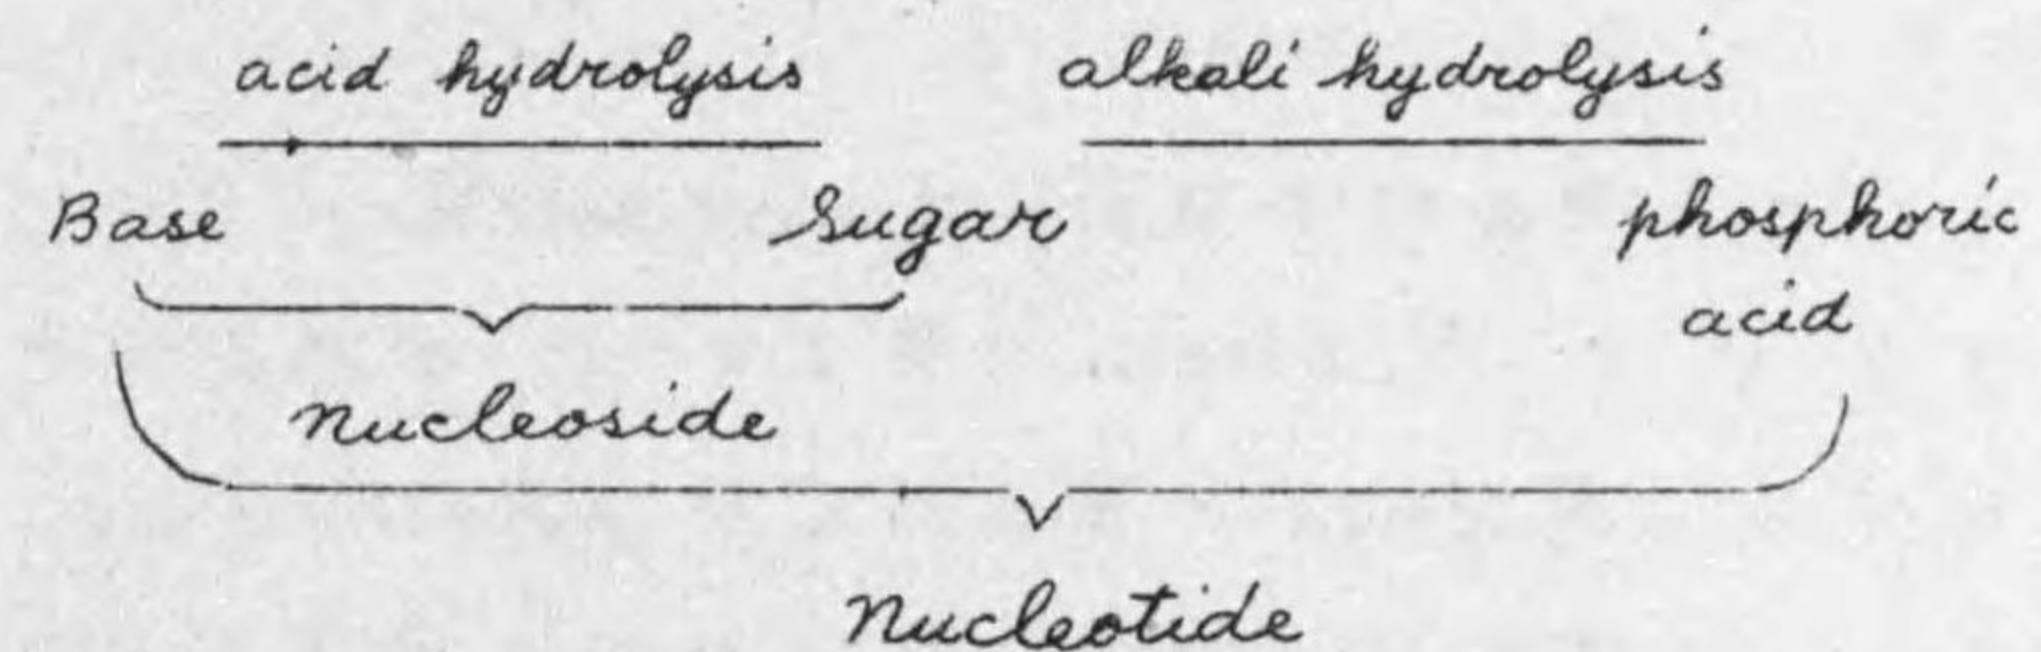 acid hydrolysis alkali hydrolysis
Base Sugar phosphoric
acid
nucleoside
Nucleotide